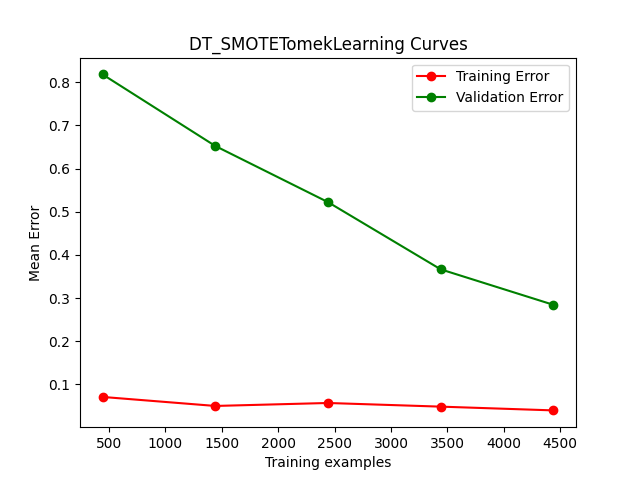 DT_SMOTETomekLearning Curves
Training Error
Validation Error
Mean Error
0.8
0.7
0.6
0.5
0.4
0.3
0.2
0.1
500 1000 1500 2000 2500 3000 3500 4000 4500
Training examples